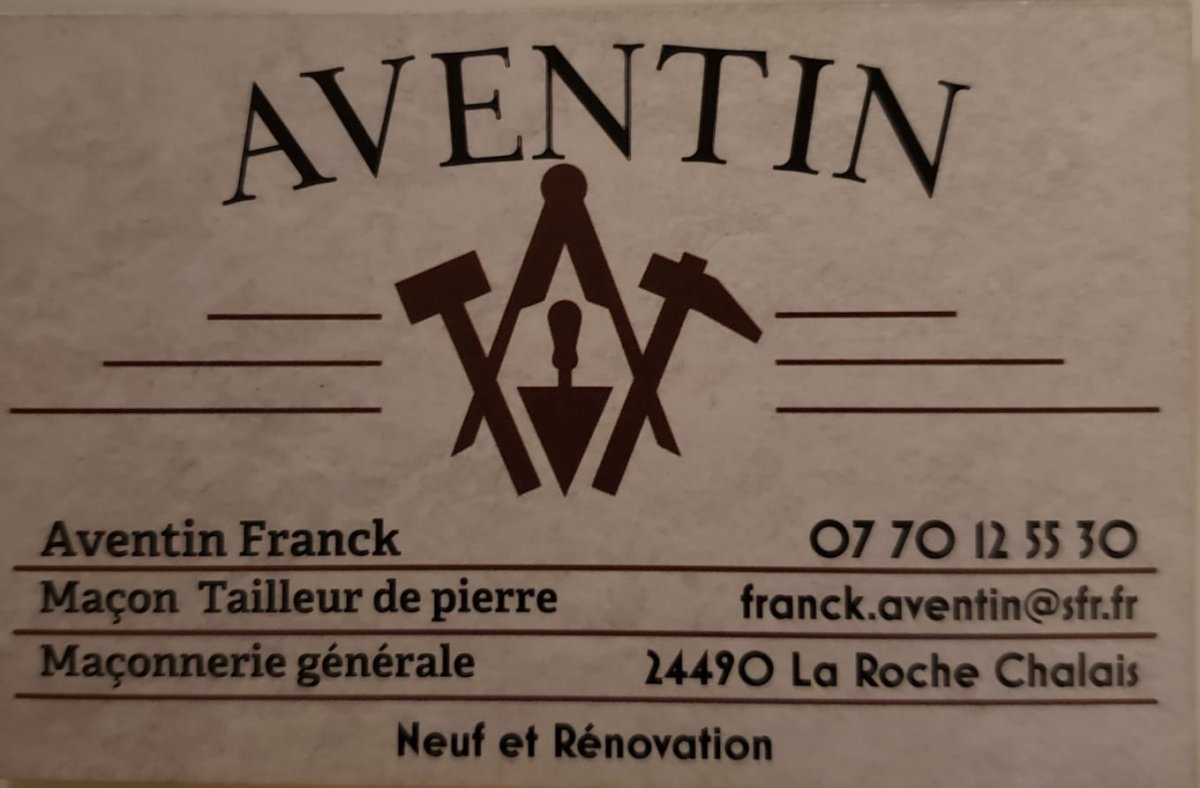 AVENTIN
Aventin Franck 07 70 12 55 30
Maçon Tailleur de pierre franck.aventin@sfr.fr
Maçonnerie générale 24490 La Roche Chalais
Neuf et Rénovation